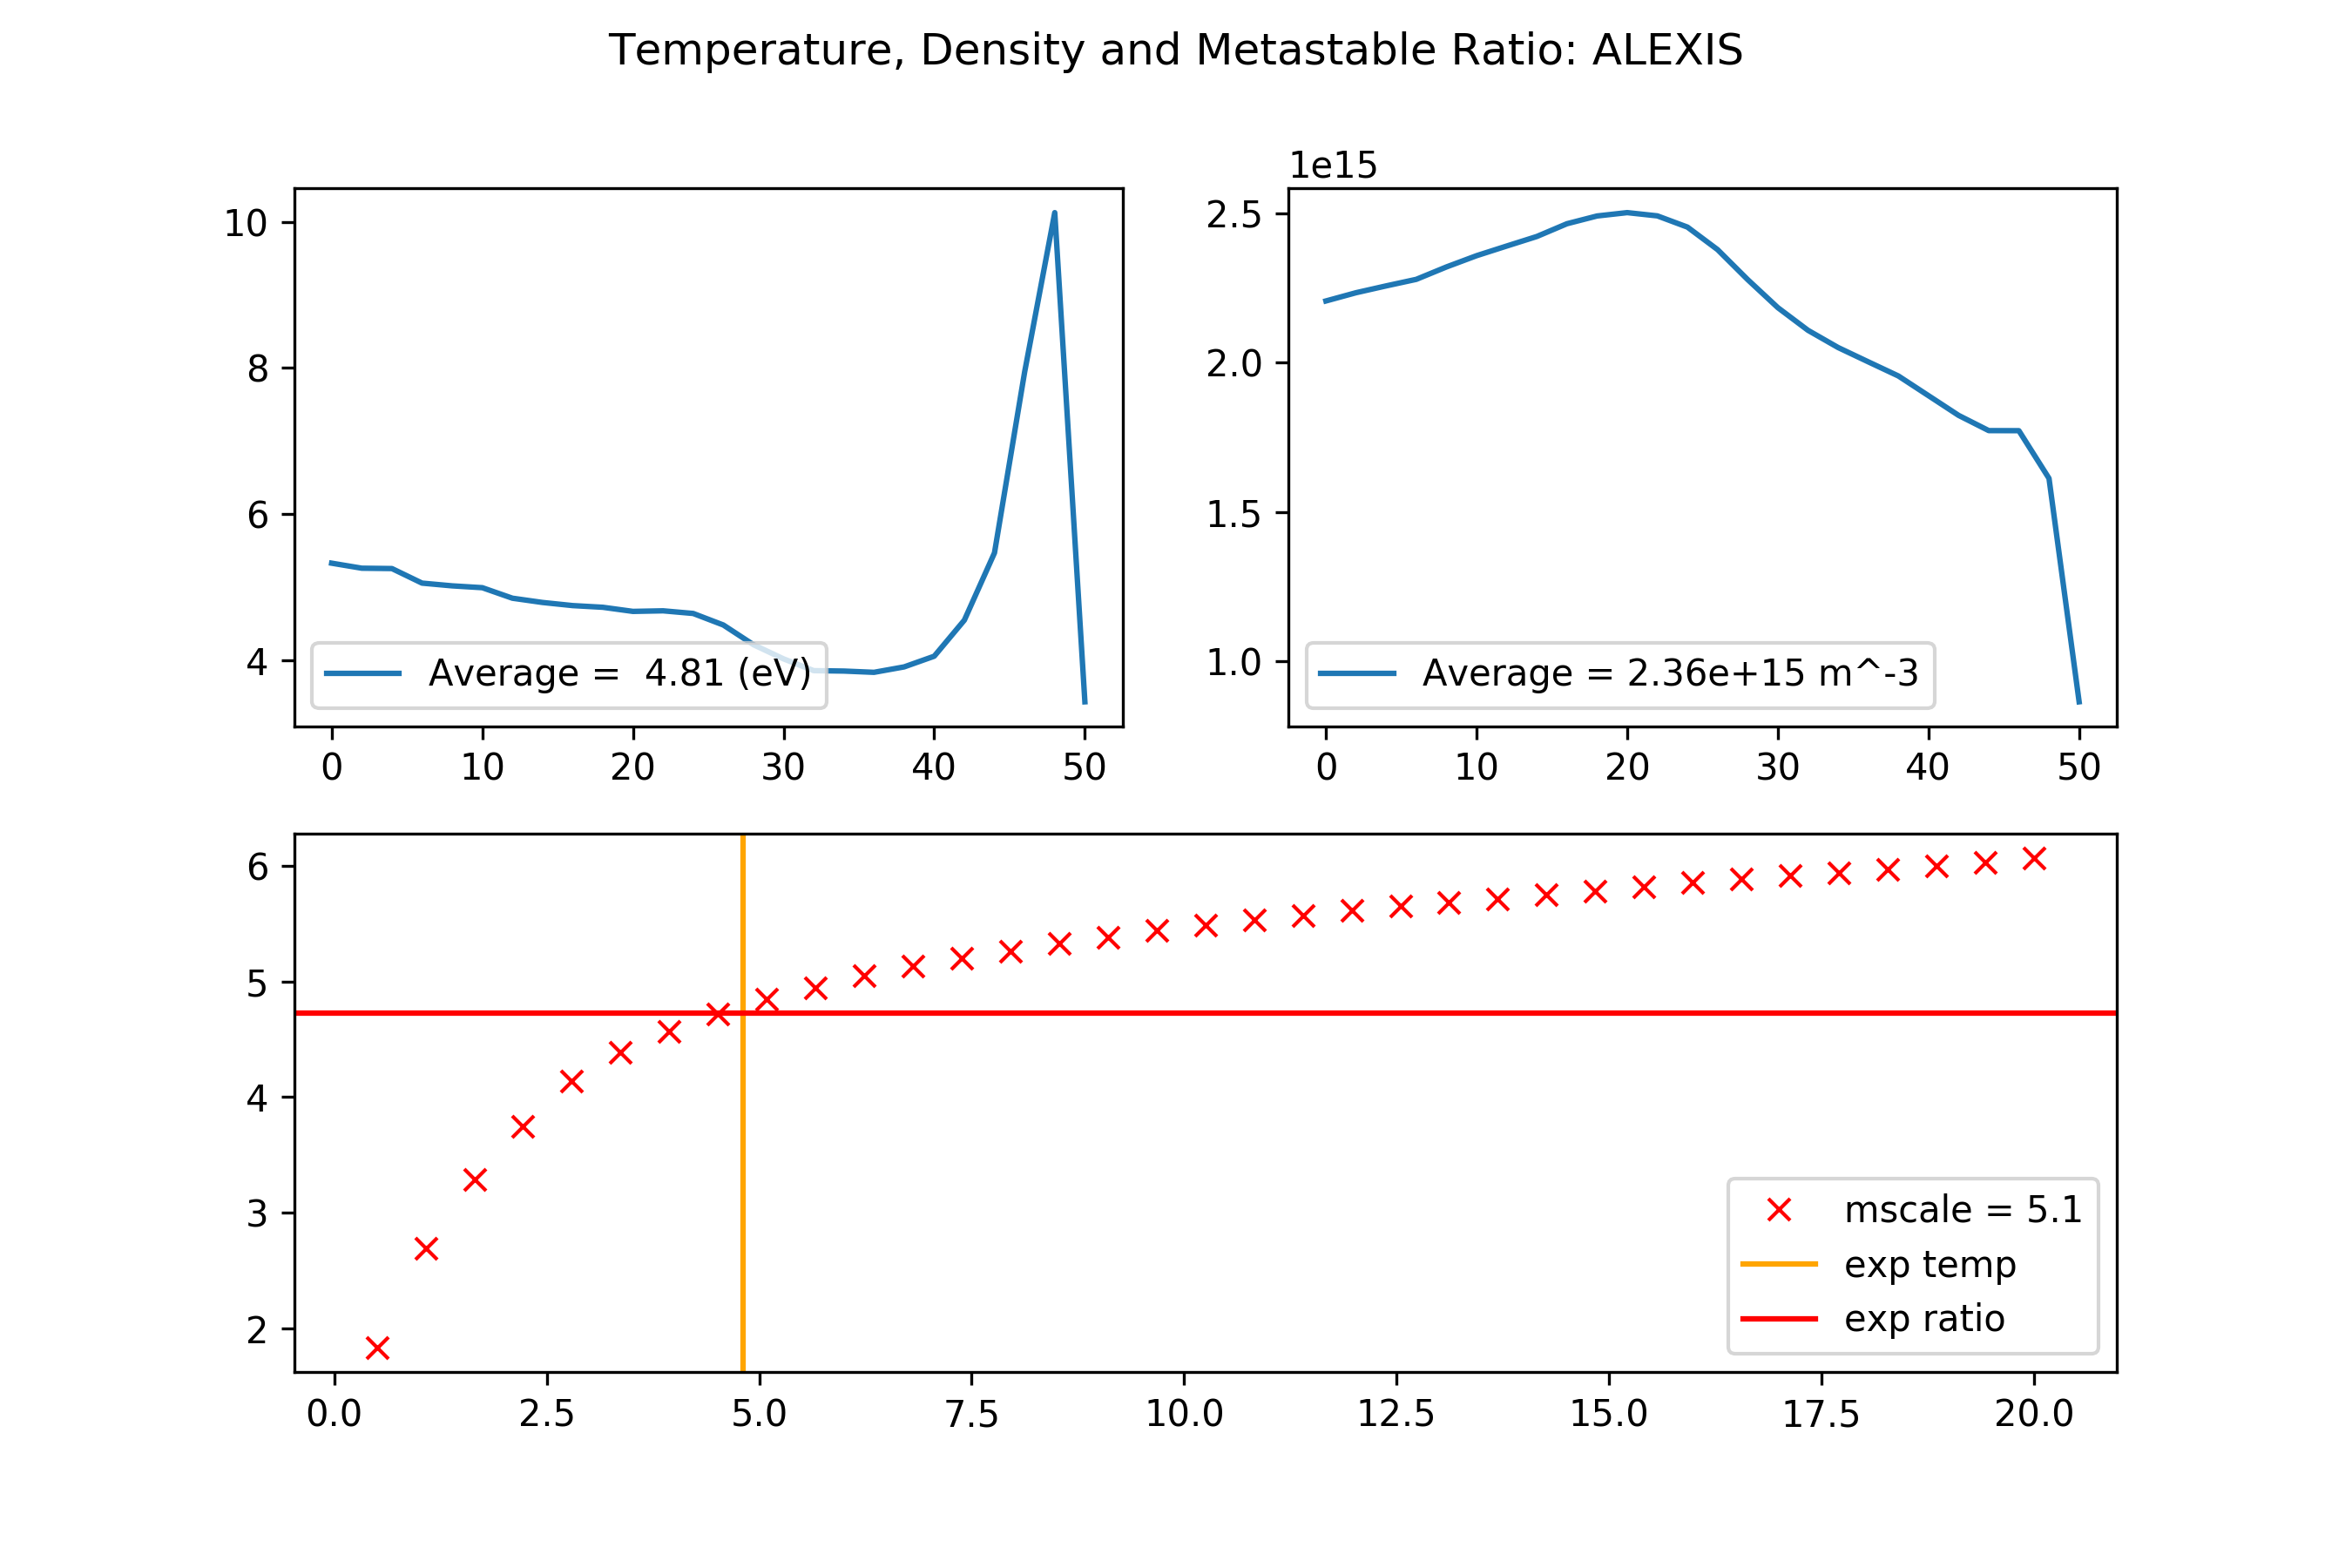 Temperature, Density and Metastable Ratio: ALEXIS
10
8
6
4
Average =  4.81 (eV)
0 10 20 30 40 50
1e15
2.5
2.0
1.5
1.0
Average = 2.36e+15 m^-3
0 10 20 30 40 50
6
5
4
3
2
mscale = 5.1
exp temp
exp ratio
0.0 2.5 5.0 7.5 10.0 12.5 15.0 17.5 20.0